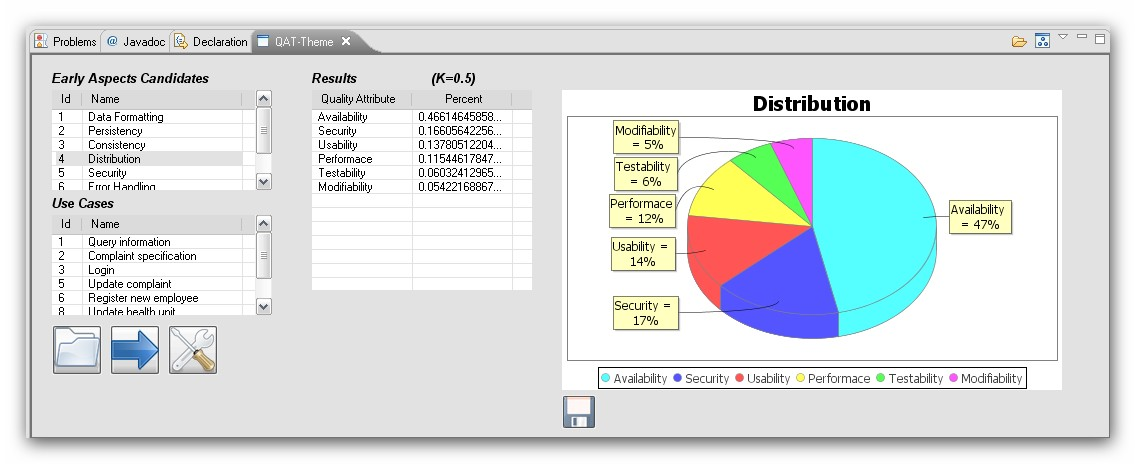 Problems @ Javadoc Declaration QAT-Theme
Early Aspects Candidates
Id Name
1 Data Formatting
2 Persistency
3 Consistency
4 Distribution
5 Security
6 Error Handling
Use Cases
Id Name
1 Query information
2 Complaint specification
3 Login
5 Update complaint
6 Register new employee
8 Update health unit
Results (K=0.5)
Quality Attribute Percent
Availability 0.46614645858...
Security 0.16605642256...
Usability 0.13780512204...
Performace 0.11544617847...
Testability 0.06032412965...
Modifiability 0.05422168867...
Distribution
Modifiability
= 5%
Testability
= 6%
Performace
= 12%
Usability =
14%
Security =
17%
Availability
= 47%
Availability Security Usability Performace Testability Modifiability